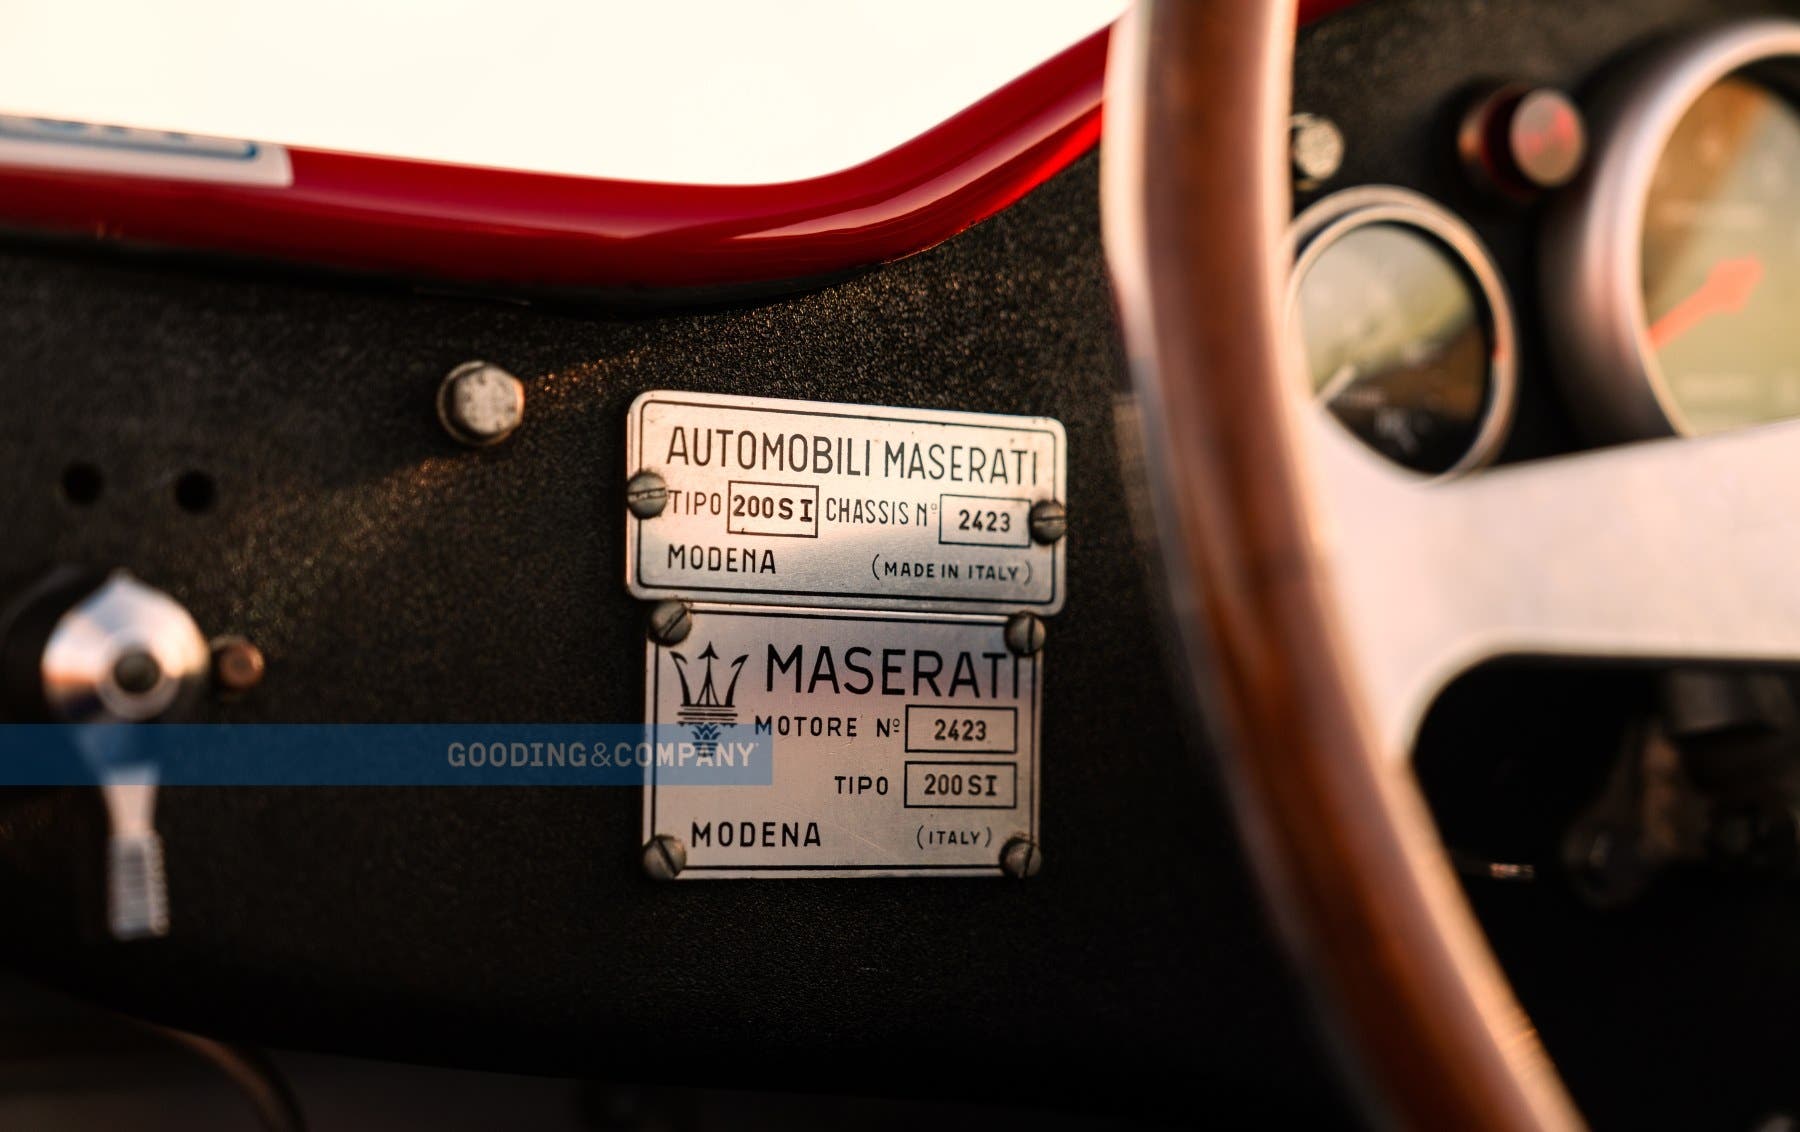 AUTOMOBILI MASERATI
TIPO 200SI CHASSIS Nº 2423
MODENA (MADE IN ITALY)
MASERATI
MOTORE Nº 2423
GOODING&COMPANY
TIPO 200SI
MODENA (ITALY)